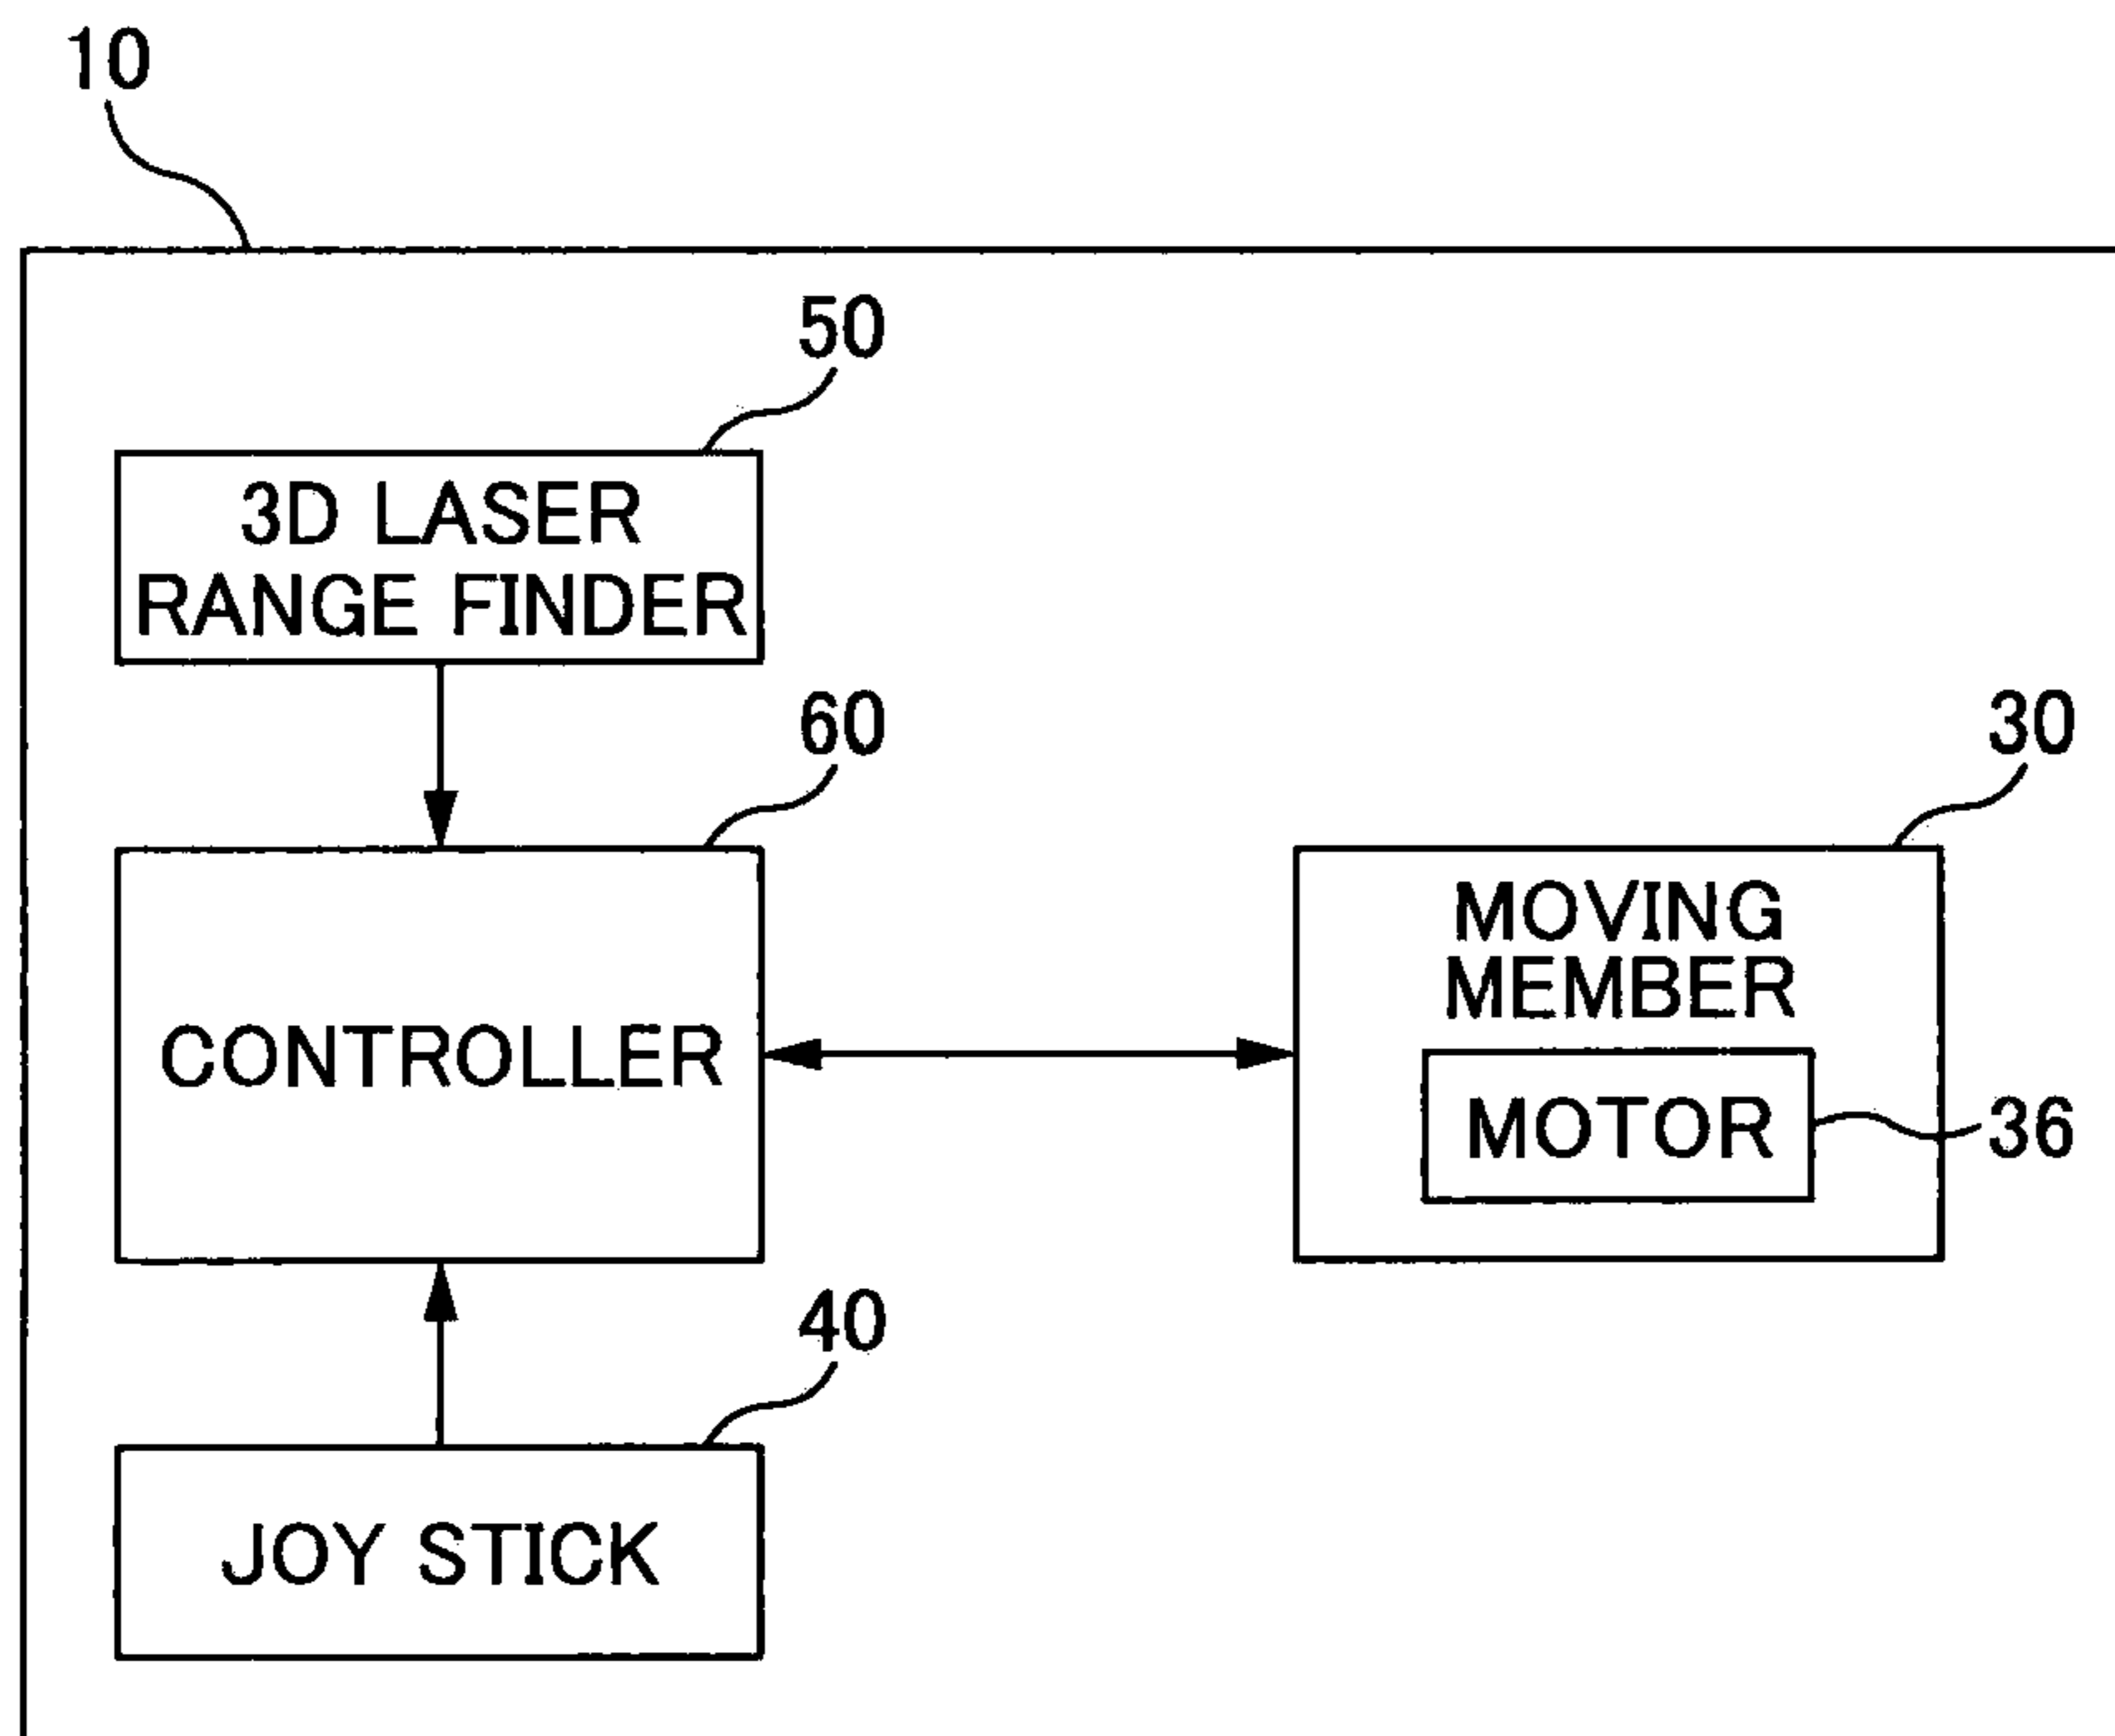 10
50
3D LASER
RANGE FINDER
60
30
CONTROLLER
MOVING
MEMBER
MOTOR
36
40
JOY STICK